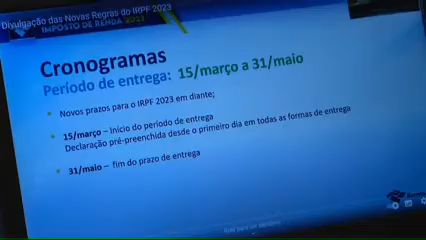 Divulgação das Novas Regras do IRPF 2023
IMPOSTO DE RENDA 2023
Cronogramas
Período de entrega: 15/março a 31/maio
Novos prazos para o IRPF 2023 em diante;
15/março – Início do período de entrega
Declaração pré-preenchida desde o primeiro dia em todas as formas de entrega
31/maio – fim do prazo de entrega